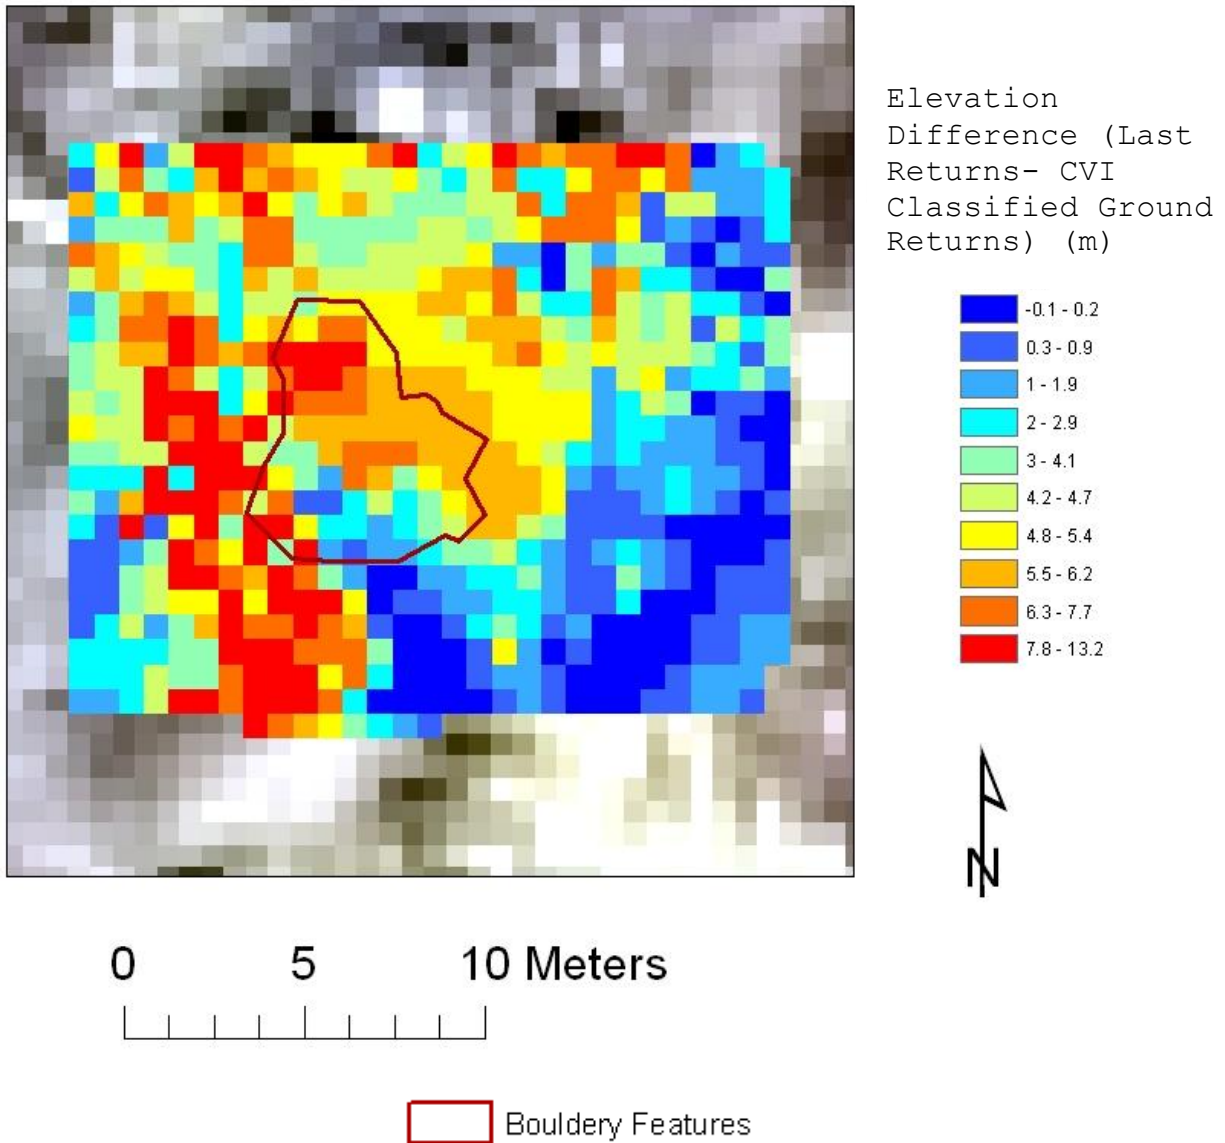 Elevation
Difference (Last
Returns- CVI
Classified Ground
Returns) (m)
-0.1 - 0.2
0.3 - 0.9
1 - 1.9
2 - 2.9
3 - 4.1
4.2 - 4.7
4.8 - 5.4
5.5 - 6.2
6.3 - 7.7
7.8 - 13.2
N
0 5 10 Meters
Bouldery Features